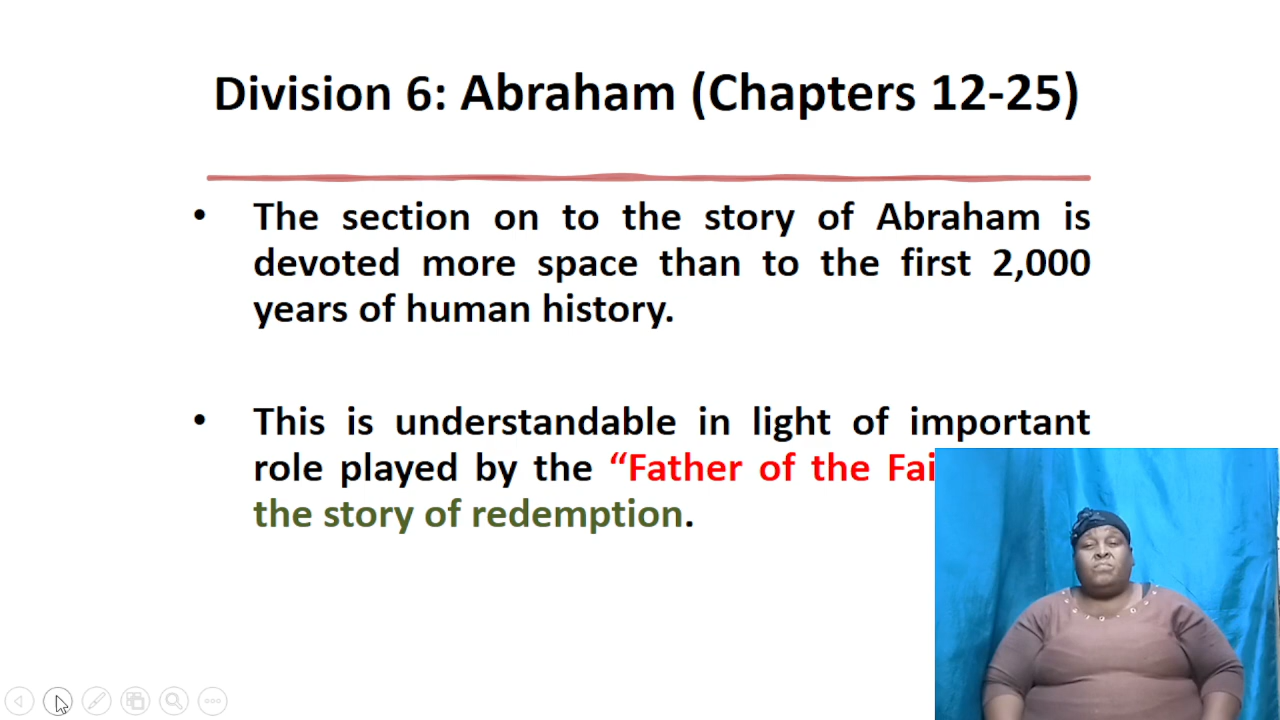 Division 6: Abraham (Chapters 12-25)
• The section on to the story of Abraham is
devoted more space than to the first 2,000
years of human history.
• This is understandable in light of important
role played by the “Father of the
the story of redemption.